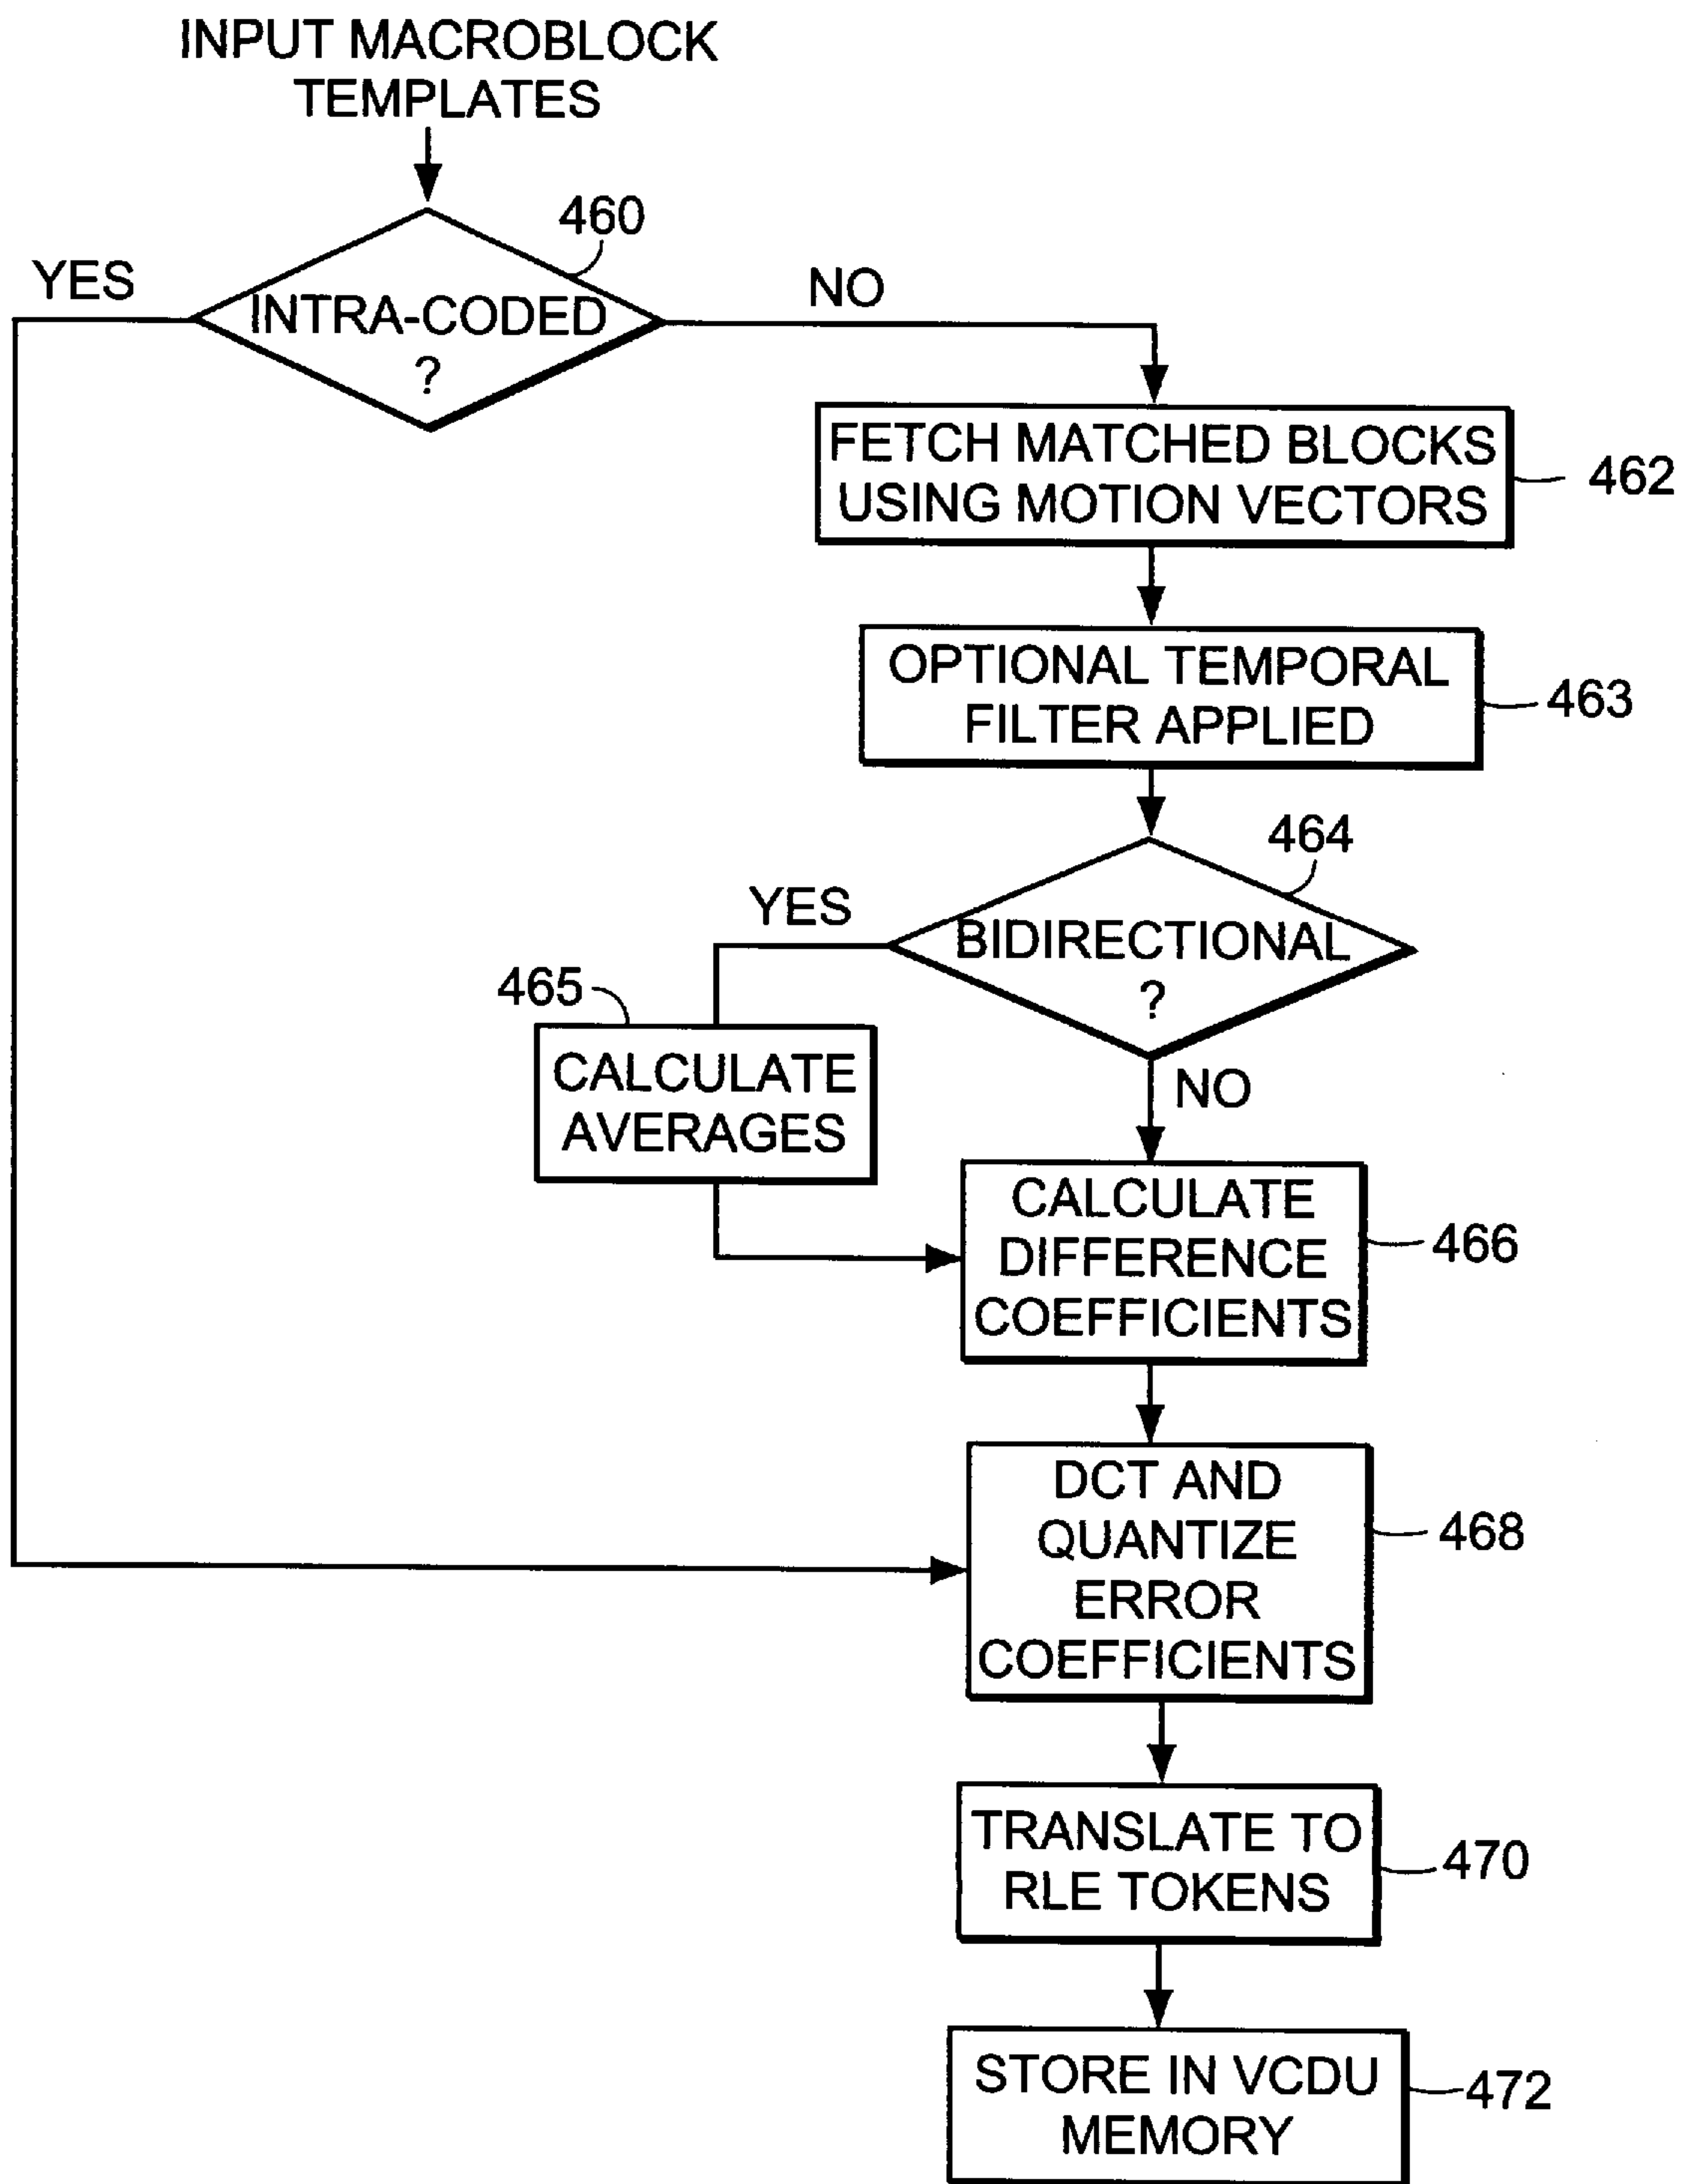 INPUT MACROBLOCK
TEMPLATES
460
YES
NO
INTRA-CODED
?
FETCH MATCHED BLOCKS
USING MOTION VECTORS
462
OPTIONAL TEMPORAL
FILTER APPLIED
463
464
YES
BIDIRECTIONAL
?
465
CALCULATE
AVERAGES
NO
CALCULATE
DIFFERENCE
COEFFICIENTS
466
DCT AND
QUANTIZE
ERROR
COEFFICIENTS
468
TRANSLATE TO
RLE TOKENS
470
STORE IN VCDU
MEMORY
472